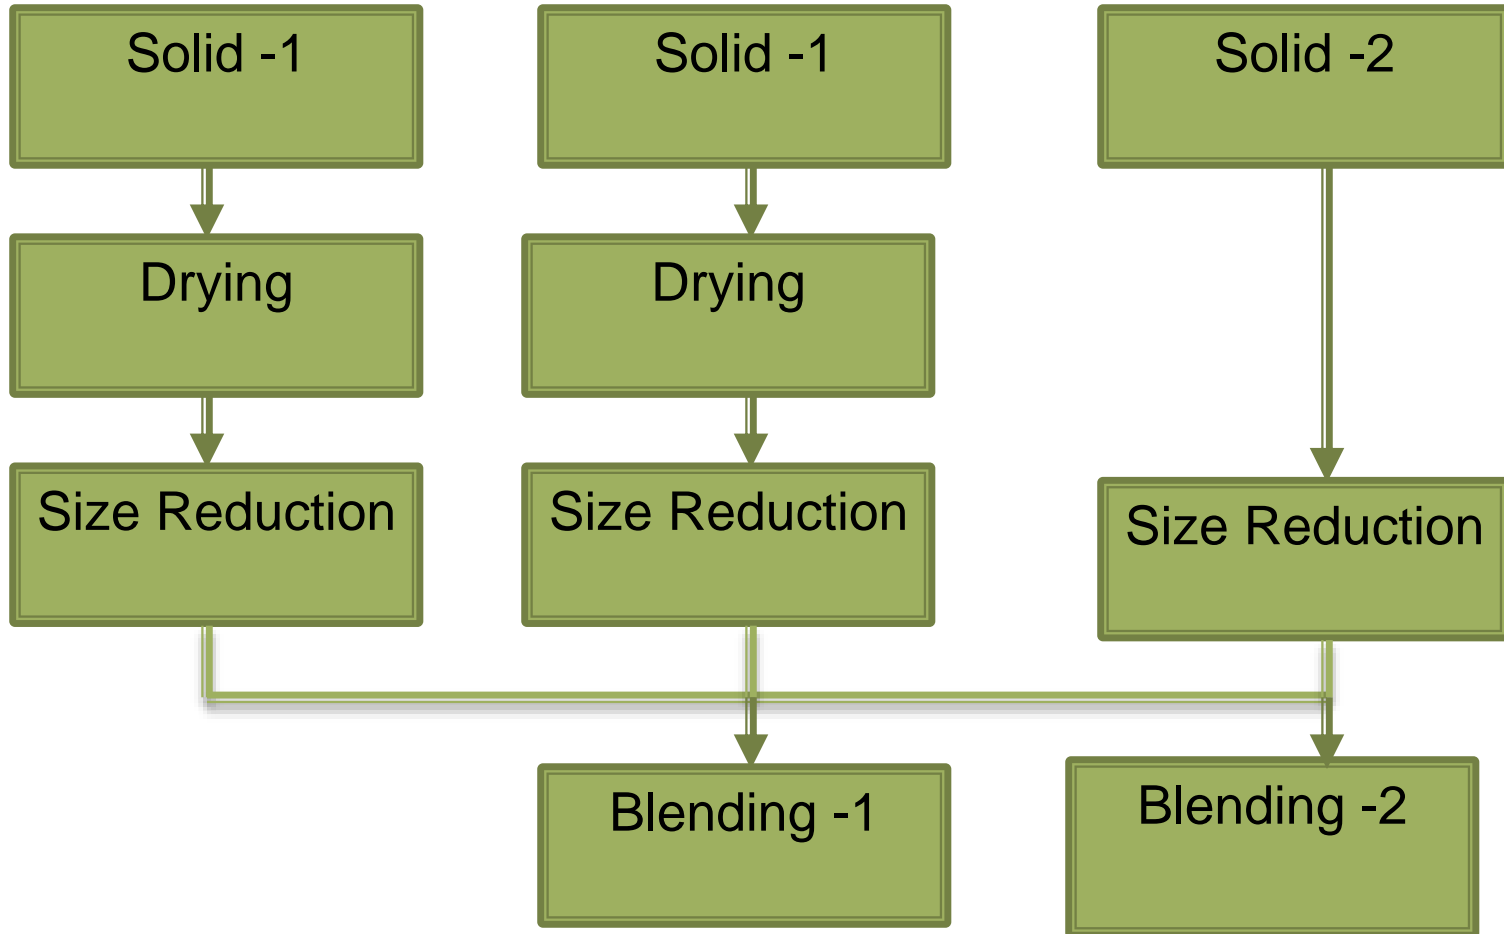 Solid -1
Solid -1
Solid -2
Drying
Drying
Size Reduction
Size Reduction
Size Reduction
Blending -1
Blending -2